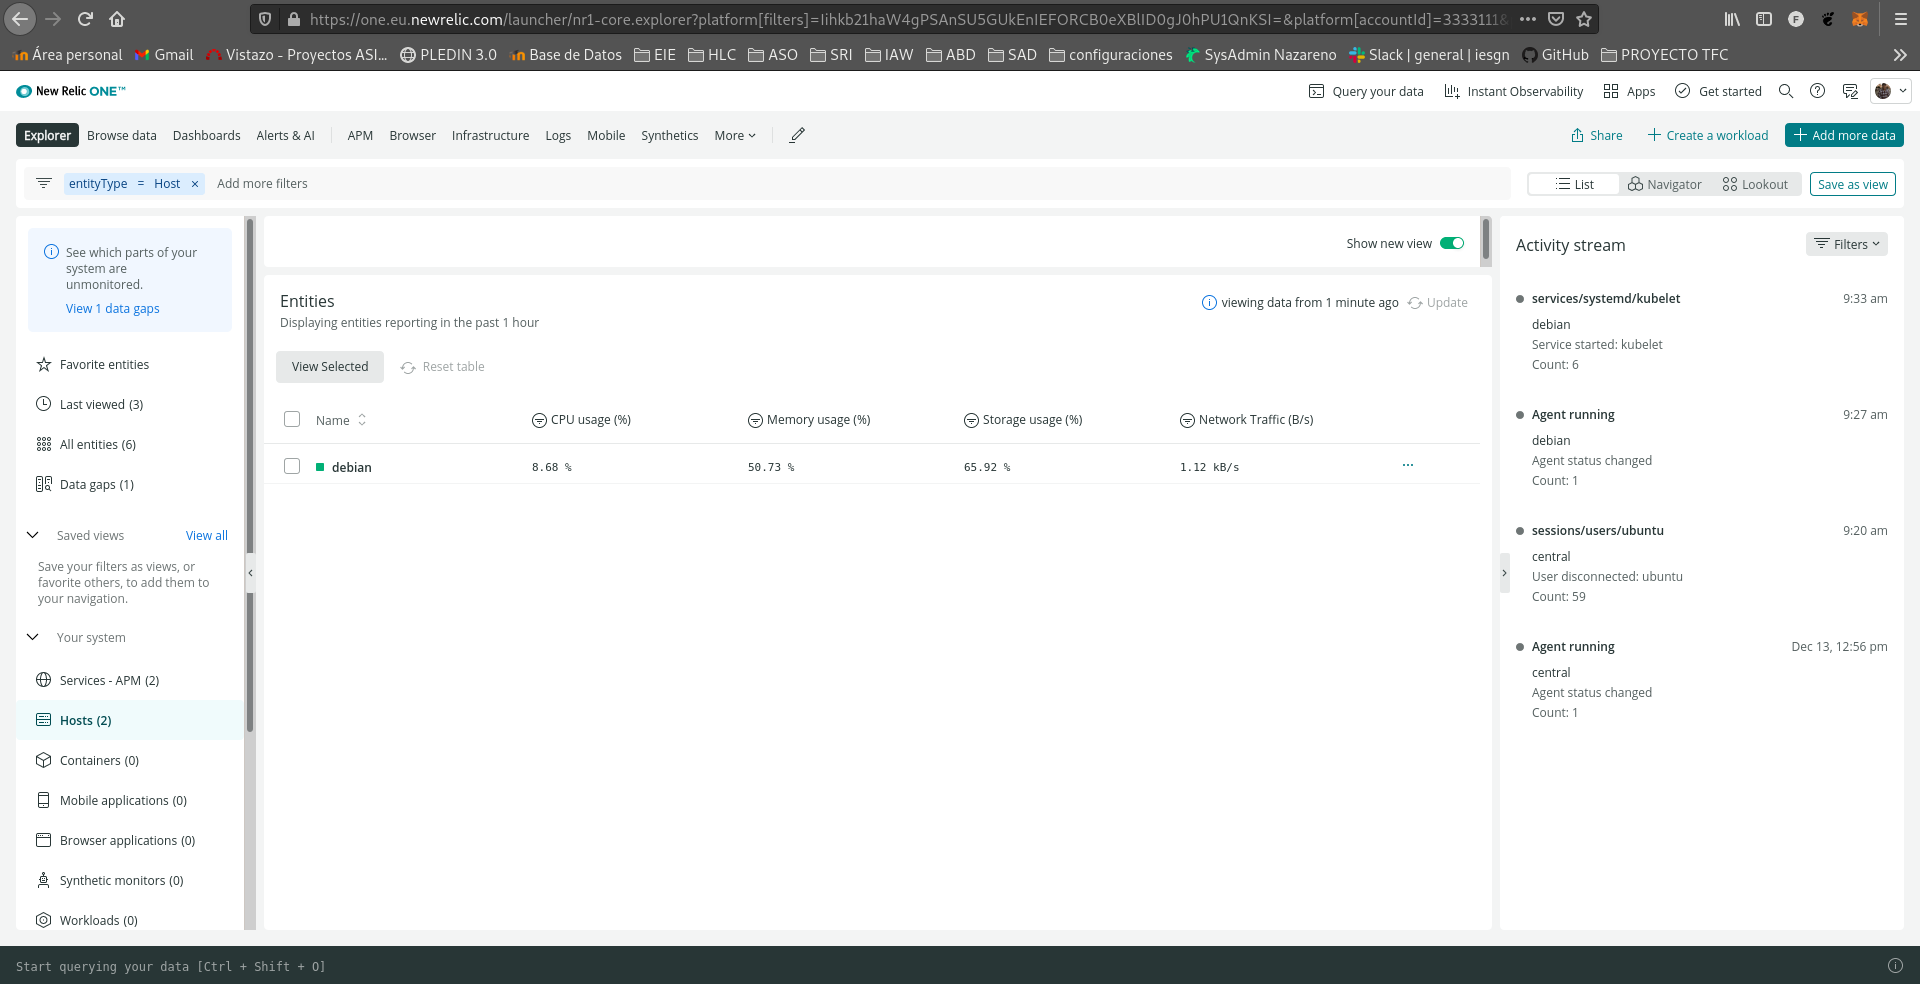 https://one.eu.newrelic.com/launcher/nr1-core.explorer?platform[filters]=Iihkb21haW4gPSAnSU5GUkEnIEFORCB0eXBlID0gJ0hPU1QnKSI=&platform[accountId]=3333111&
Área personal Gmail Vistazo - Proyectos ASI... PLEDIN 3.0 Base de Datos EIE HLC ASO SRI IAW ABD SAD configuraciones SysAdmin Nazareno Slack | general | iesgn GitHub PROYECTO TFC
New Relic ONE™ Query your data Instant Observability Apps Get started
Explorer Browse data Dashboards Alerts & AI APM Browser Infrastructure Logs Mobile Synthetics More Share Create a workload Add more data
entityType = Host × Add more filters List Navigator Lookout Save as view
See which parts of your
system are
unmonitored.
View 1 data gaps
Favorite entities
Last viewed (3)
All entities (6)
Data gaps (1)
Saved views View all
Save your filters as views, or
favorite others, to add them to
your navigation.
Your system
Services - APM (2)
Hosts (2)
Containers (0)
Mobile applications (0)
Browser applications (0)
Synthetic monitors (0)
Workloads (0)
Show new view
Entities
Displaying entities reporting in the past 1 hour
viewing data from 1 minute ago Update
View Selected Reset table
Name CPU usage (%) Memory usage (%) Storage usage (%) Network Traffic (B/s)
debian 8.68 % 50.73 % 65.92 % 1.12 kB/s ...
Activity stream Filters
services/systemd/kubelet 9:33 am
debian
Service started: kubelet
Count: 6
Agent running 9:27 am
debian
Agent status changed
Count: 1
sessions/users/ubuntu 9:20 am
central
User disconnected: ubuntu
Count: 59
Agent running Dec 13, 12:56 pm
central
Agent status changed
Count: 1
Start querying your data [Ctrl + Shift + O]